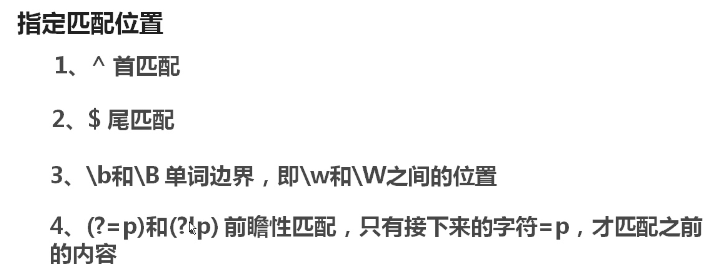 指定匹配位置
1、^ 首匹配
2、$ 尾匹配
3、\b和\B 单词边界，即\w和\W之间的位置
4、(?=p)和(?!p) 前瞻性匹配，只有接下来的字符=p，才匹配之前
的内容